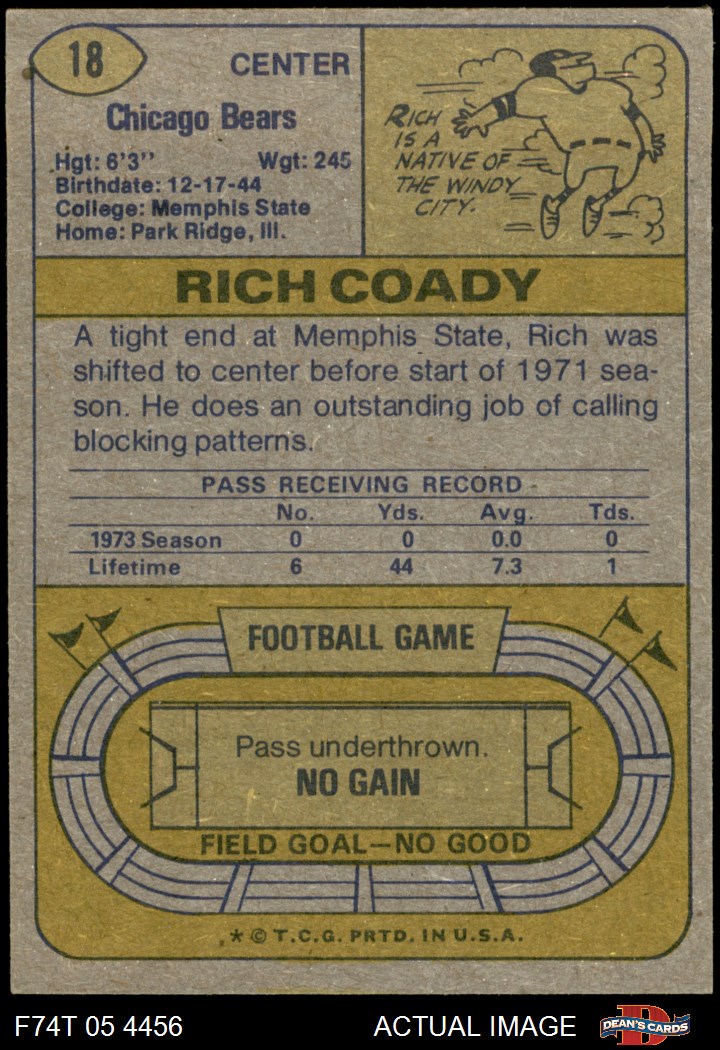 18
CENTER
Chicago Bears
Hgt: 6'3" Wgt: 245
Birthdate: 12-17-44
College: Memphis State
Home: Park Ridge, Ill.
RICH
IS A
NATIVE OF
THE WINDY
CITY.
RICH COADY
A tight end at Memphis State, Rich was
shifted to center before start of 1971 sea-
son. He does an outstanding job of calling
blocking patterns.
PASS RECEIVING RECORD
No. Yds. Avg. Tds.
1973 Season 0 0 0.0 0
Lifetime 6 44 7.3 1
FOOTBALL GAME
Pass underthrown.
NO GAIN
FIELD GOAL—NO GOOD
* © T.C.G. PRTD. IN U.S.A.
F74T 05 4456 ACTUAL IMAGE D DEAN'S CARDS